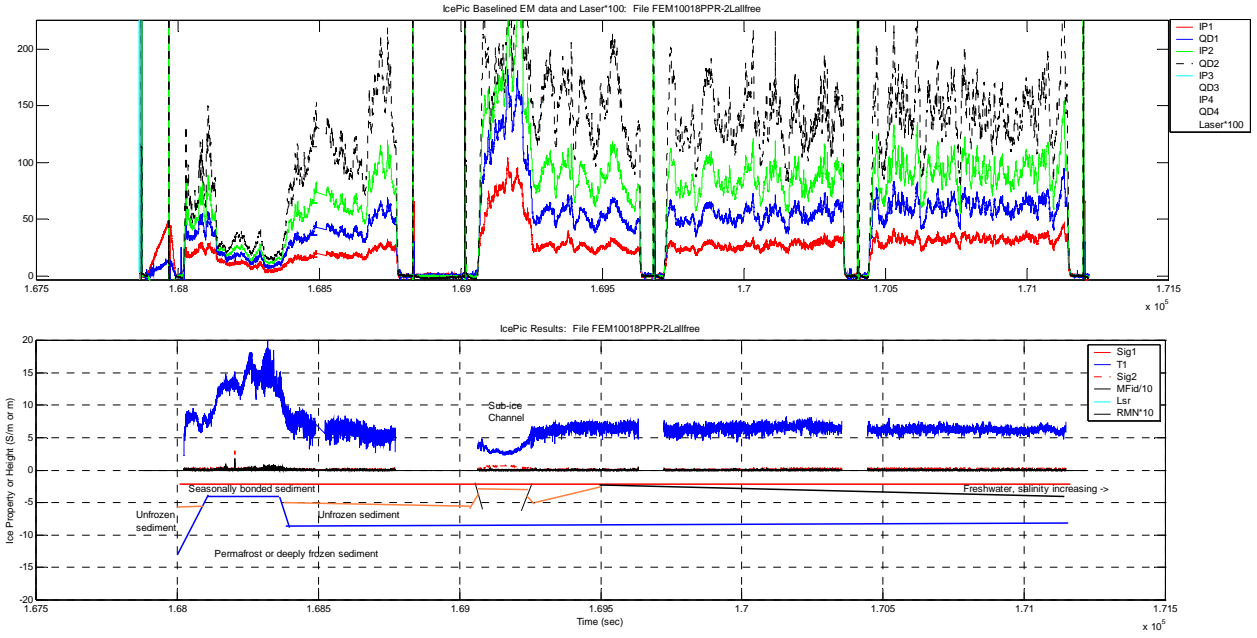 IcePic Baselined EM data and Laser*100: File FEM10018PPR-2Lallfree
200
150
100
50
0
1.675
1.68
1.685
1.69
1.695
1.7
1.705
1.71
1.715
x 10^5
IP1
QD1
IP2
QD2
IP3
QD3
IP4
QD4
Laser*100
IcePic Results: File FEM10018PPR-2Lallfree
Ice Property or Height (S/m or m)
20
15
10
5
0
-5
-10
-15
-20
Sub-ice
Channel
Seasonally bonded sediment
Freshwater, salinity increasing ->
Unfrozen
sediment
Unfrozen sediment
Permafrost or deeply frozen sediment
1.675
1.68
1.685
1.69
1.695
1.7
1.705
1.71
1.715
Time (sec)
x 10^5
Sig1
T1
Sig2
MFid/10
Lsr
RMN*10